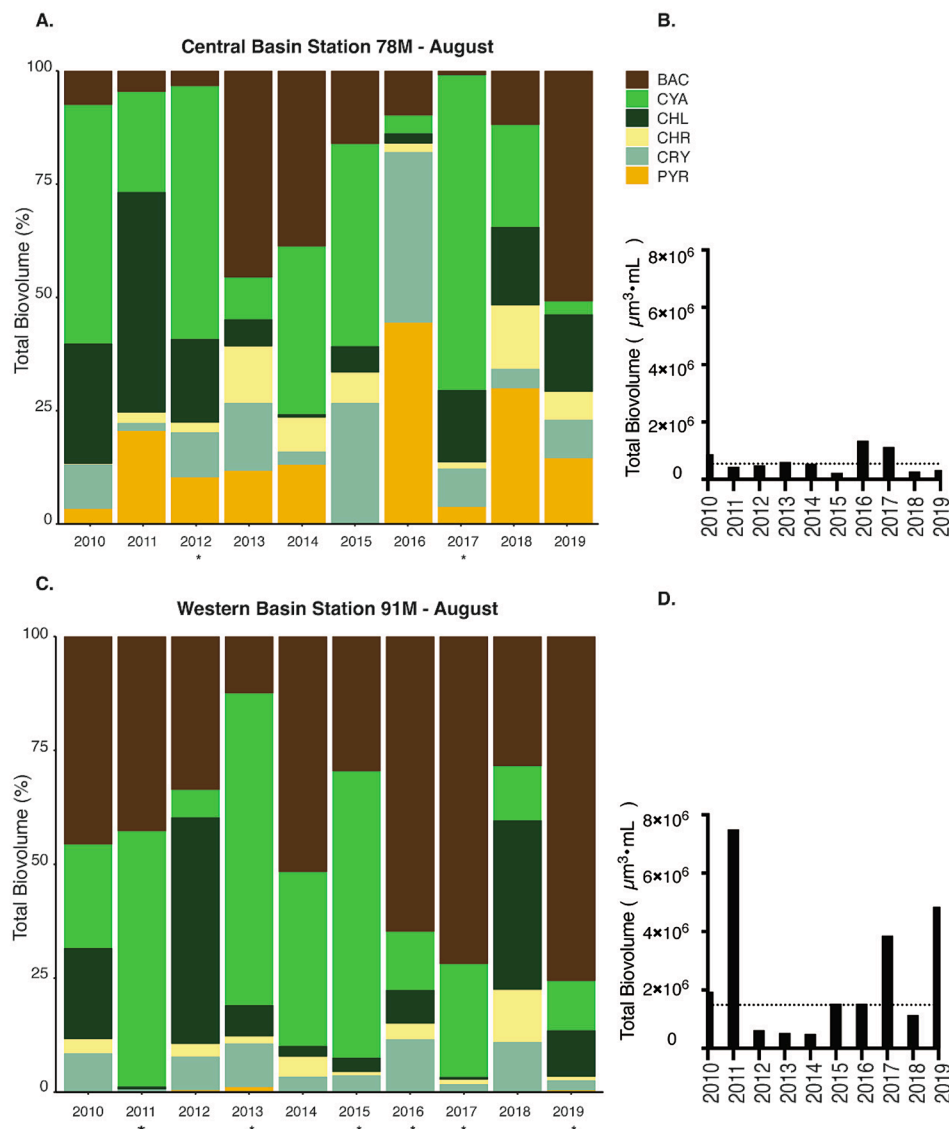 A.
Central Basin Station 78M - August
100
75
50
25
0
Total Biovolume (%)
2010 2011 2012 2013 2014 2015 2016 2017 2018 2019
* *
BAC
CYA
CHL
CHR
CRY
PYR
B.
8×10⁶
6×10⁶
4×10⁶
2×10⁶
0
Total Biovolume ( μm³•mL )
2010 2011 2012 2013 2014 2015 2016 2017 2018 2019
C.
Western Basin Station 91M - August
100
75
50
25
0
Total Biovolume (%)
2010 2011 2012 2013 2014 2015 2016 2017 2018 2019
* * * * * *
D.
8×10⁶
6×10⁶
4×10⁶
2×10⁶
0
Total Biovolume ( μm³•mL )
2010 2011 2012 2013 2014 2015 2016 2017 2018 2019